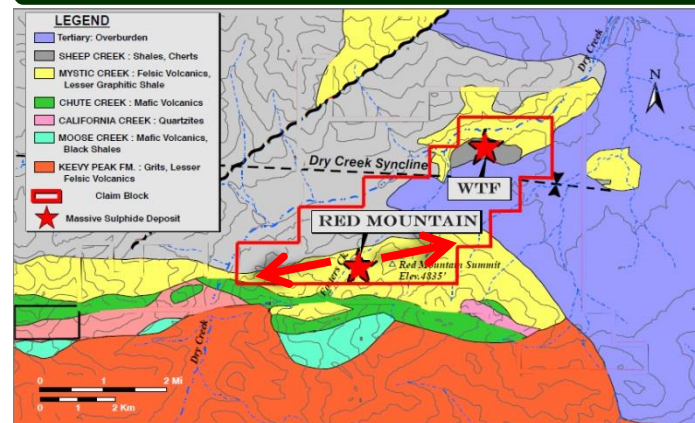 LEGEND
Tertiary: Overburden
SHEEP CREEK : Shales, Cherts
MYSTIC CREEK : Felsic Volcanics,
Lesser Graphitic Shale
CHUTE CREEK : Mafic Volcanics
CALIFORNIA CREEK : Quartzites
MOOSE CREEK : Mafic Volcanics,
Black Shales
KEEVY PEAK FM. : Grits, Lesser
Felsic Volcanics
Claim Block
Massive Sulphide Deposit
Dry Creek
N
Dry Creek Syncline
WTF
RED MOUNTAIN
Red Mountain Summit
Elev.4835'
Dry Creek
0 1 2 Mi
0 1 2 Km